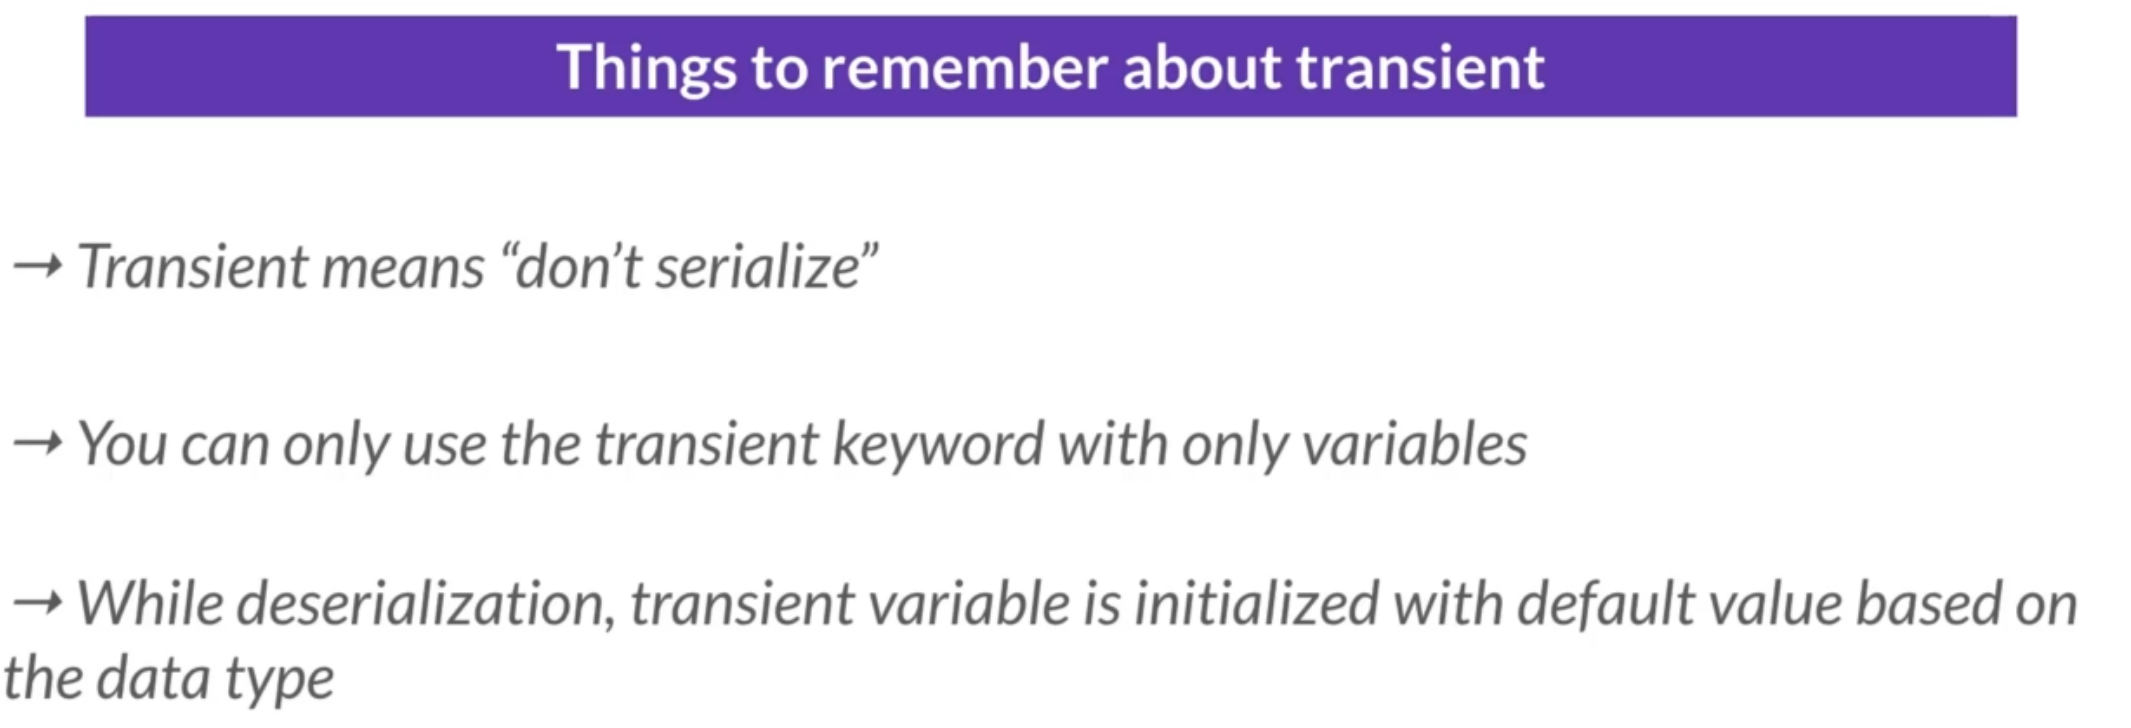 Things to remember about transient
→ Transient means “don’t serialize”
→ You can only use the transient keyword with only variables
→ While deserialization, transient variable is initialized with default value based on
the data type